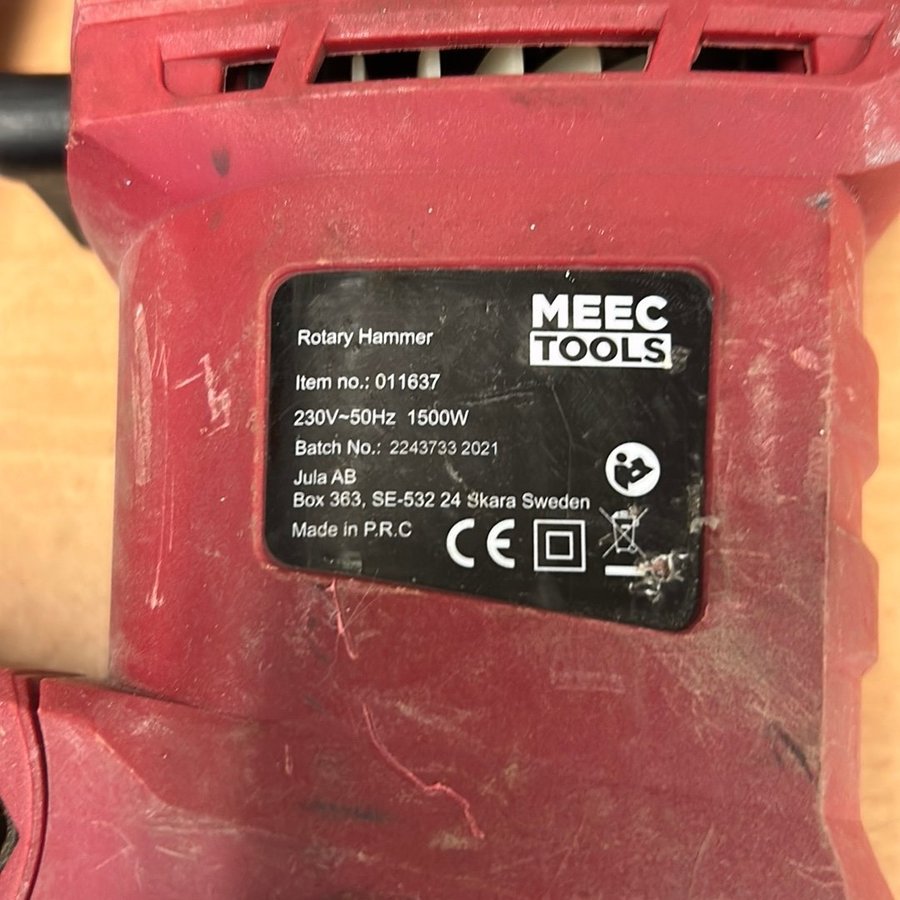 MEEC
TOOLS
Rotary Hammer
Item no.: 011637
230V~50Hz 1500W
Batch No.: 2243733 2021
Jula AB
Box 363, SE-532 24 Skara Sweden
Made in P.R.C
CE